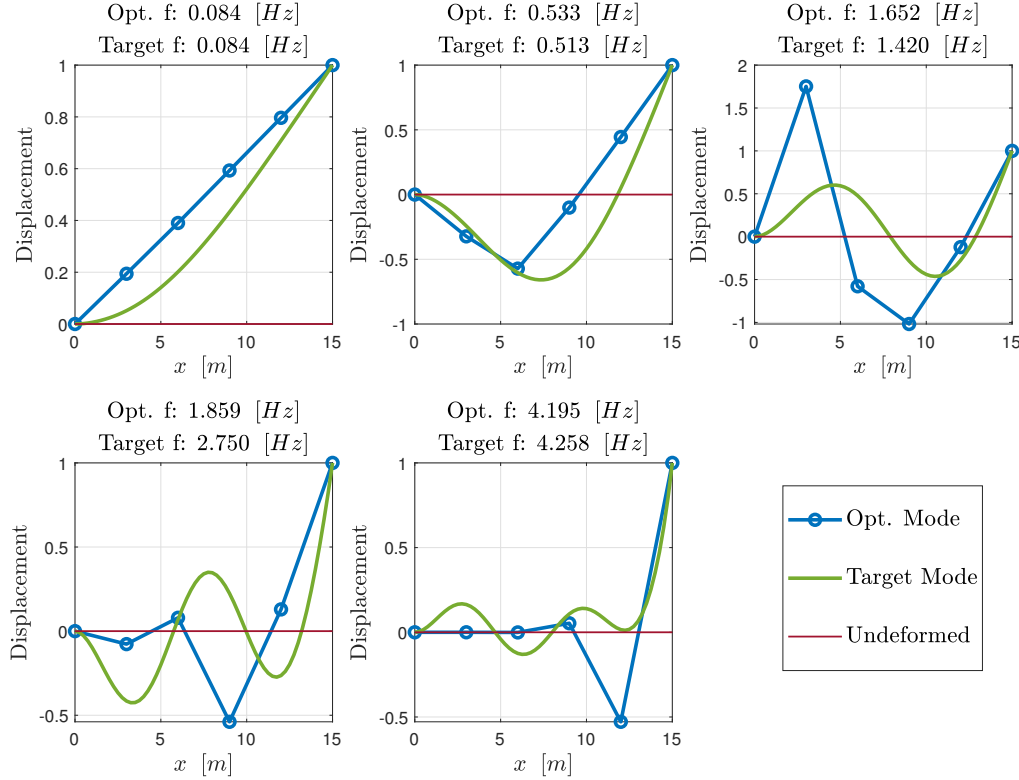 Opt. f: 0.084 [Hz]
Target f: 0.084 [Hz]
1
0.8
0.6
0.4
0.2
0
Displacement
0 5 10 15
x [m]
Opt. f: 0.533 [Hz]
Target f: 0.513 [Hz]
1
0.5
0
-0.5
-1
Displacement
0 5 10 15
x [m]
Opt. f: 1.652 [Hz]
Target f: 1.420 [Hz]
2
1.5
1
0.5
0
-0.5
-1
Displacement
0 5 10 15
x [m]
Opt. f: 1.859 [Hz]
Target f: 2.750 [Hz]
1
0.5
0
-0.5
Displacement
0 5 10 15
x [m]
Opt. f: 4.195 [Hz]
Target f: 4.258 [Hz]
1
0.5
0
-0.5
Displacement
0 5 10 15
x [m]
Opt. Mode
Target Mode
Undeformed